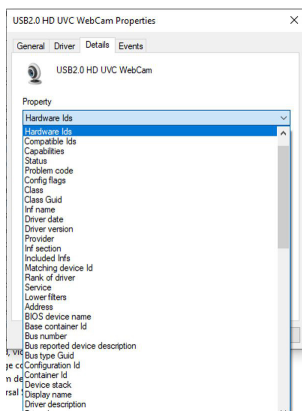 USB2.0 HD UVC WebCam Properties
General Driver Details Events
USB2.0 HD UVC WebCam
Property
Hardware Ids
Hardware Ids
Compatible Ids
Capabilities
Status
Problem code
Config flags
Class
Class Guid
Inf name
Driver date
Driver version
Provider
Inf section
Included Infs
Matching device Id
Rank of driver
Service
Lower filters
Address
BIOS device name
Base container Id
Bus number
Bus reported device description
Bus type Guid
Configuration Id
Container Id
Device stack
Display name
Driver description